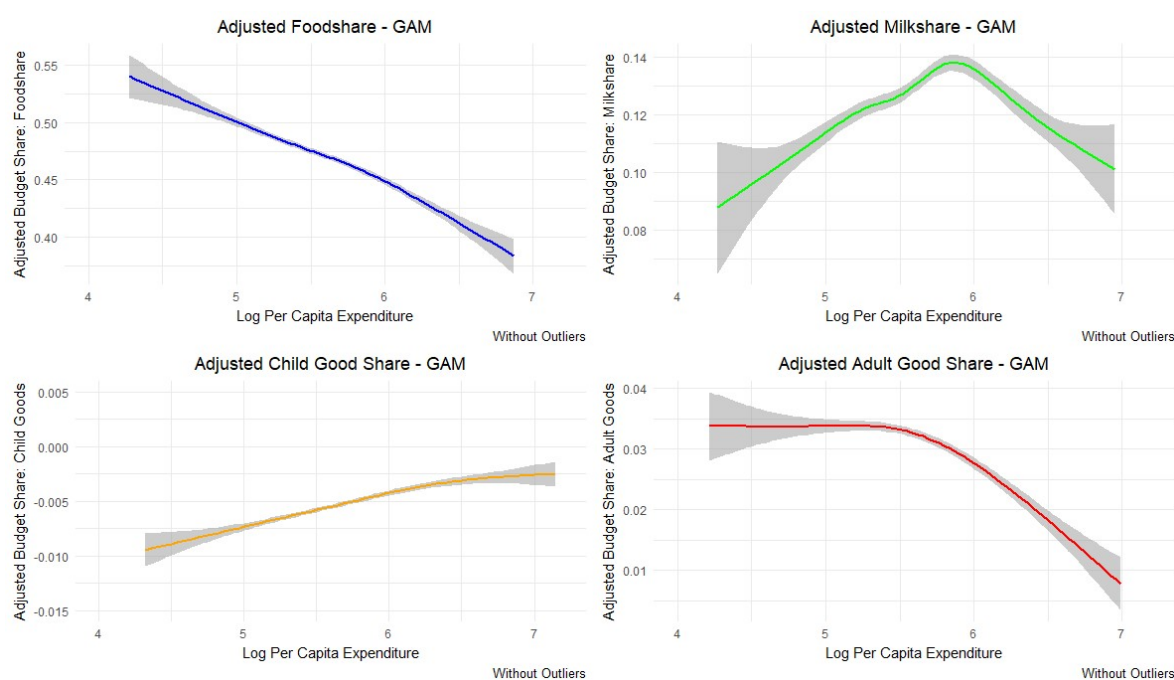 Adjusted Foodshare - GAM
Adjusted Budget Share: Foodshare
0.55
0.50
0.45
0.40
4 5 6 7
Log Per Capita Expenditure
Without Outliers
Adjusted Milkshare - GAM
Adjusted Budget Share: Milkshare
0.14
0.12
0.10
0.08
4 5 6 7
Log Per Capita Expenditure
Without Outliers
Adjusted Child Good Share - GAM
Adjusted Budget Share: Child Goods
0.005
0.000
-0.005
-0.010
-0.015
4 5 6 7
Log Per Capita Expenditure
Without Outliers
Adjusted Adult Good Share - GAM
Adjusted Budget Share: Adult Goods
0.04
0.03
0.02
0.01
4 5 6 7
Log Per Capita Expenditure
Without Outliers